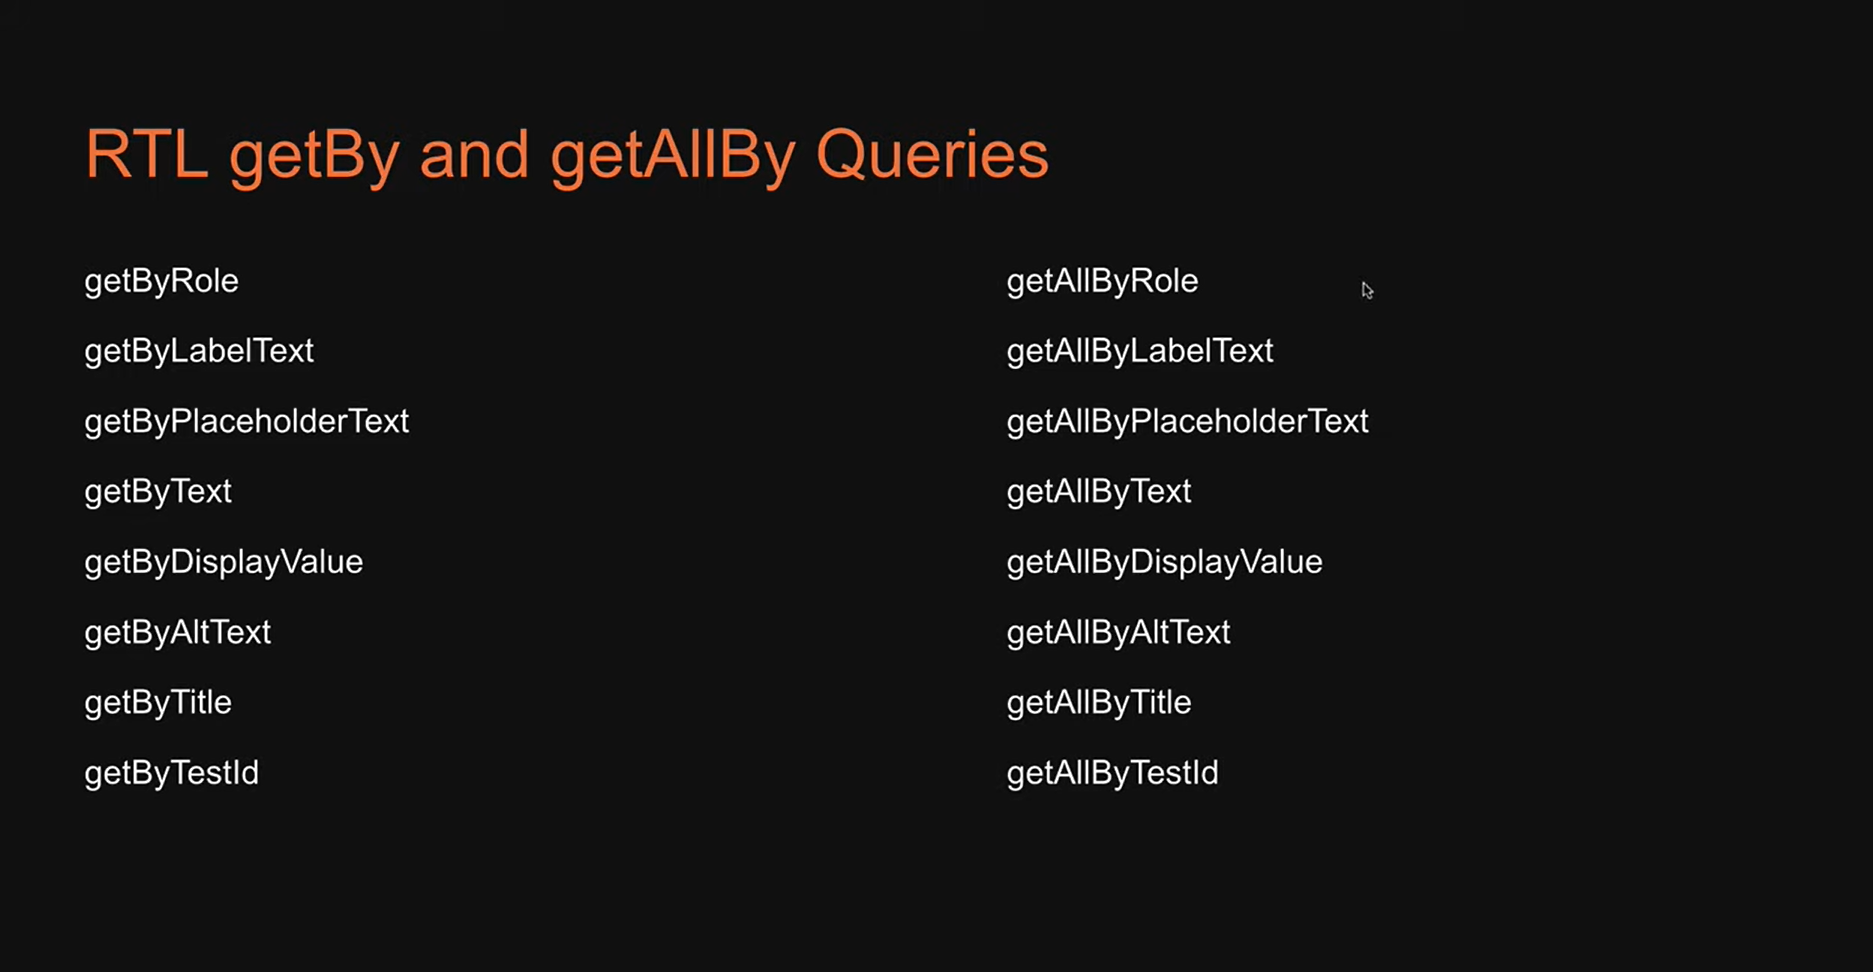 RTL getBy and getAllBy Queries
getByRole
getByLabelText
getByPlaceholderText
getByText
getByDisplayValue
getByAltText
getByTitle
getByTestId
getAllByRole
getAllByLabelText
getAllByPlaceholderText
getAllByText
getAllByDisplayValue
getAllByAltText
getAllByTitle
getAllByTestId